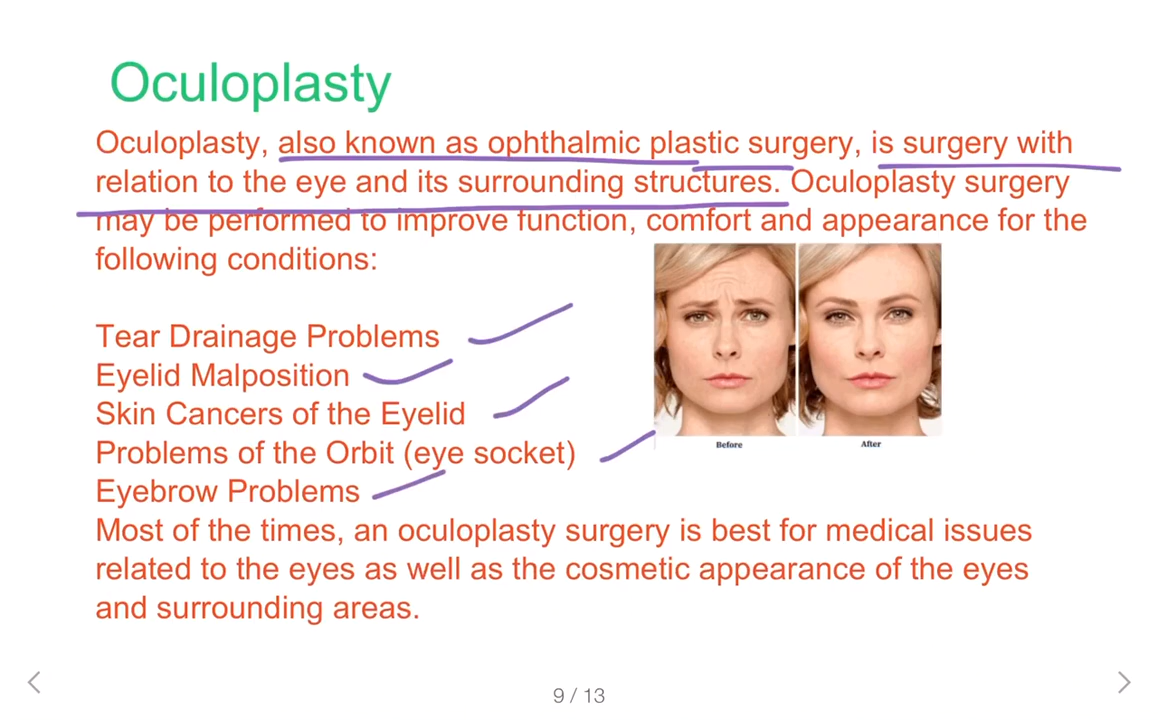 Oculoplasty
Oculoplasty, also known as ophthalmic plastic surgery, is surgery with
relation to the eye and its surrounding structures. Oculoplasty surgery
may be performed to improve function, comfort and appearance for the
following conditions:
Tear Drainage Problems
Eyelid Malposition
Skin Cancers of the Eyelid
Problems of the Orbit (eye socket)
Eyebrow Problems
Before
After
Most of the times, an oculoplasty surgery is best for medical issues
related to the eyes as well as the cosmetic appearance of the eyes
and surrounding areas.
9 / 13